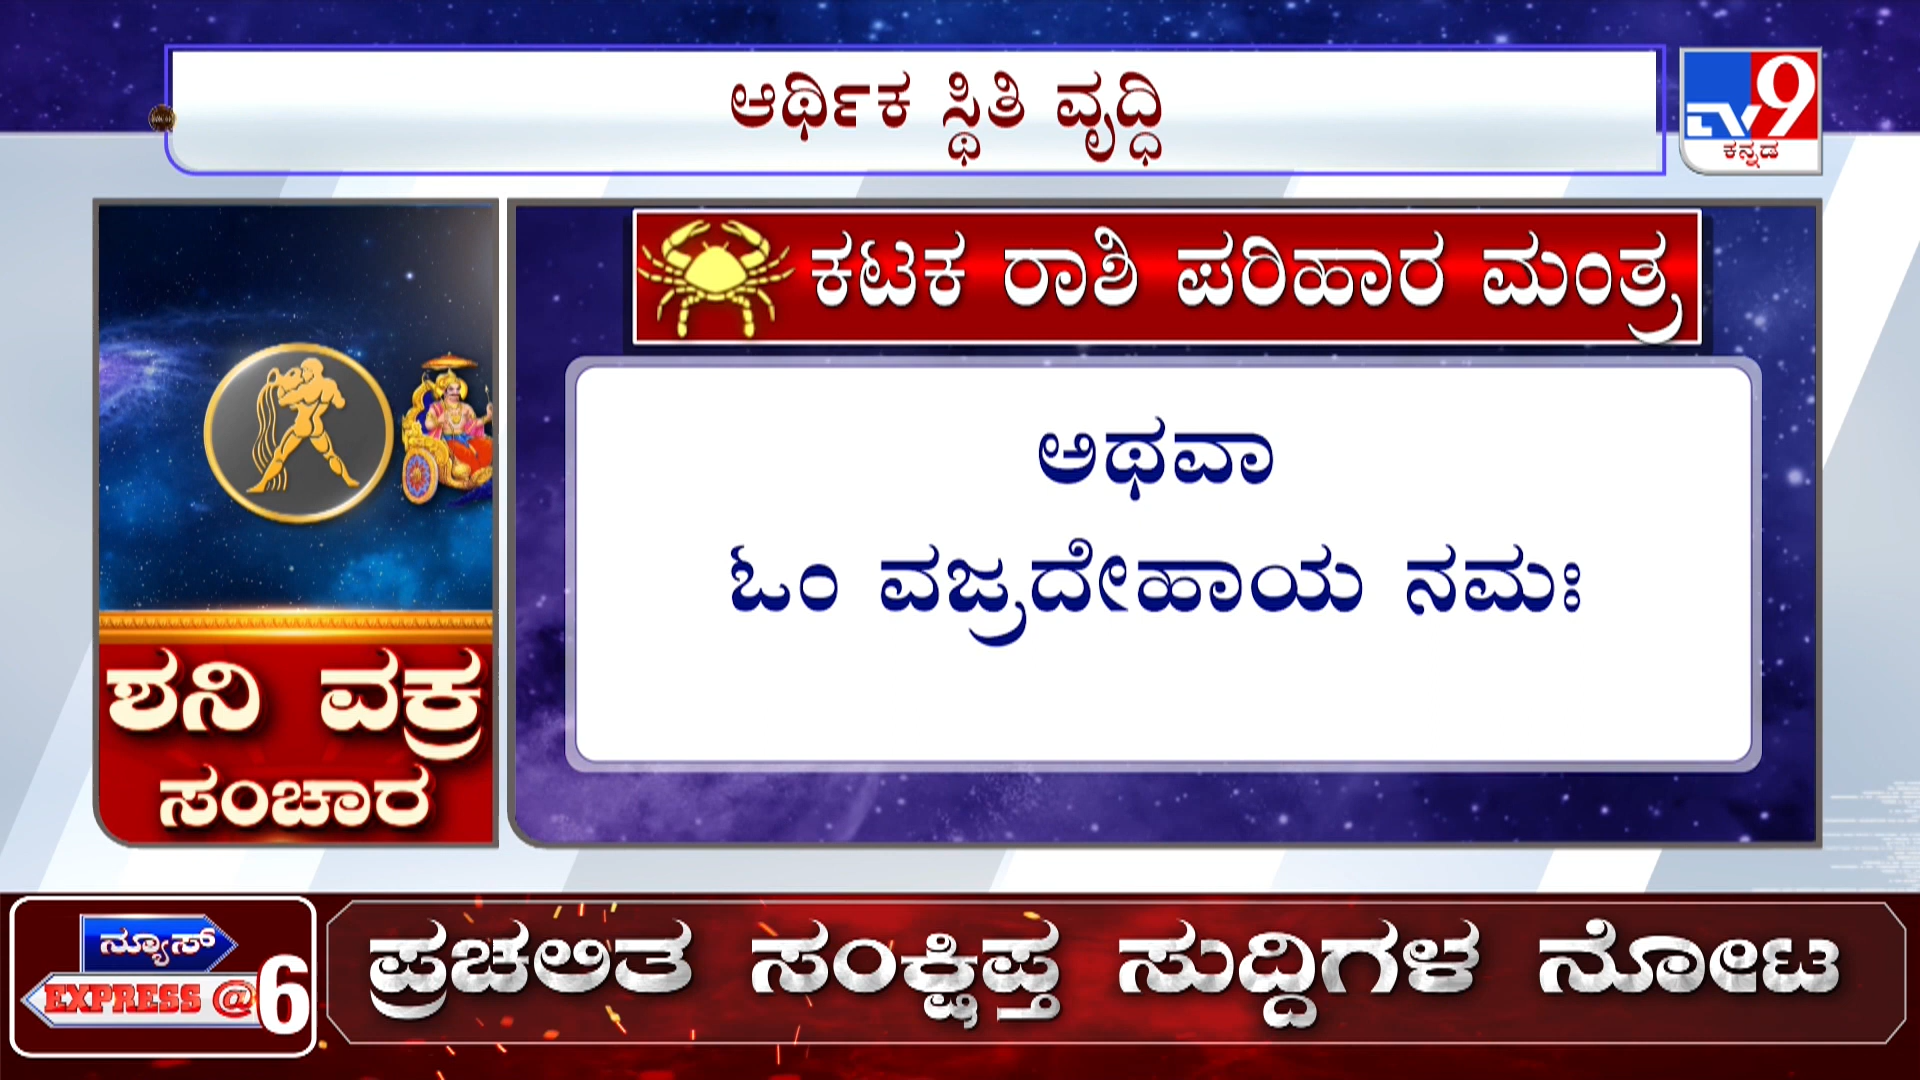 ಆರ್ಥಿಕ ಸ್ಥಿತಿ ವೃದ್ಧಿ
TV9
ಕನ್ನಡ
ಕಟಕ ರಾಶಿ ಪರಿಹಾರ ಮಂತ್ರ
ಅಥವಾ
ಓಂ ವಜ್ರದೇಹಾಯ ನಮಃ
ಶನಿ ವಕ್ರ
ಸಂಚಾರ
ನ್ಯೂಸ್
EXPRESS @6
ಪ್ರಚಲಿತ ಸಂಕ್ಷಿಪ್ತ ಸುದ್ದಿಗಳ ನೋಟ